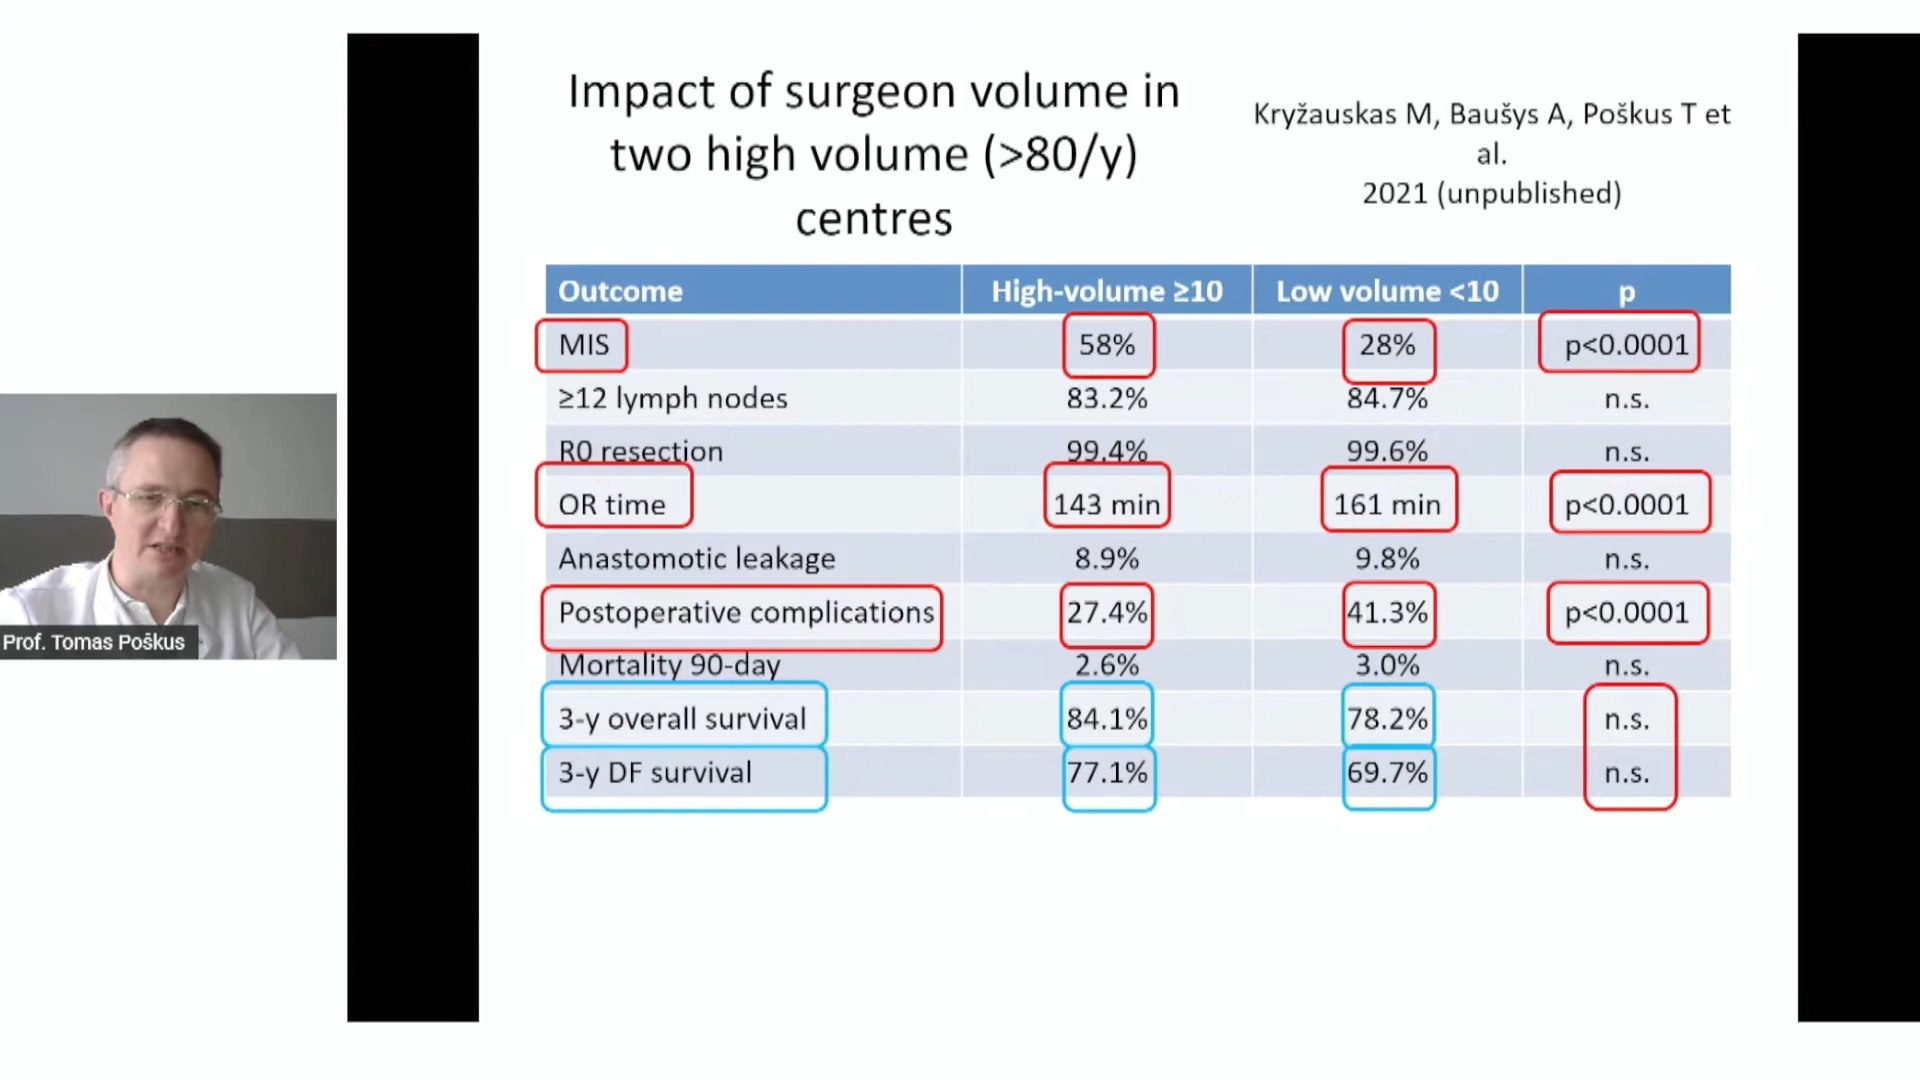 Impact of surgeon volume in
two high volume (>80/y)
centres
Kryžauskas M, Baušys A, Poškus T et
al.
2021 (unpublished)
Outcome High-volume ≥10 Low volume <10 p
MIS 58% 28% p<0.0001
≥12 lymph nodes 83.2% 84.7% n.s.
R0 resection 99.4% 99.6% n.s.
OR time 143 min 161 min p<0.0001
Anastomotic leakage 8.9% 9.8% n.s.
Postoperative complications 27.4% 41.3% p<0.0001
Mortality 90-day 2.6% 3.0% n.s.
3-y overall survival 84.1% 78.2% n.s.
3-y DF survival 77.1% 69.7% n.s.
Prof. Tomas Poškus